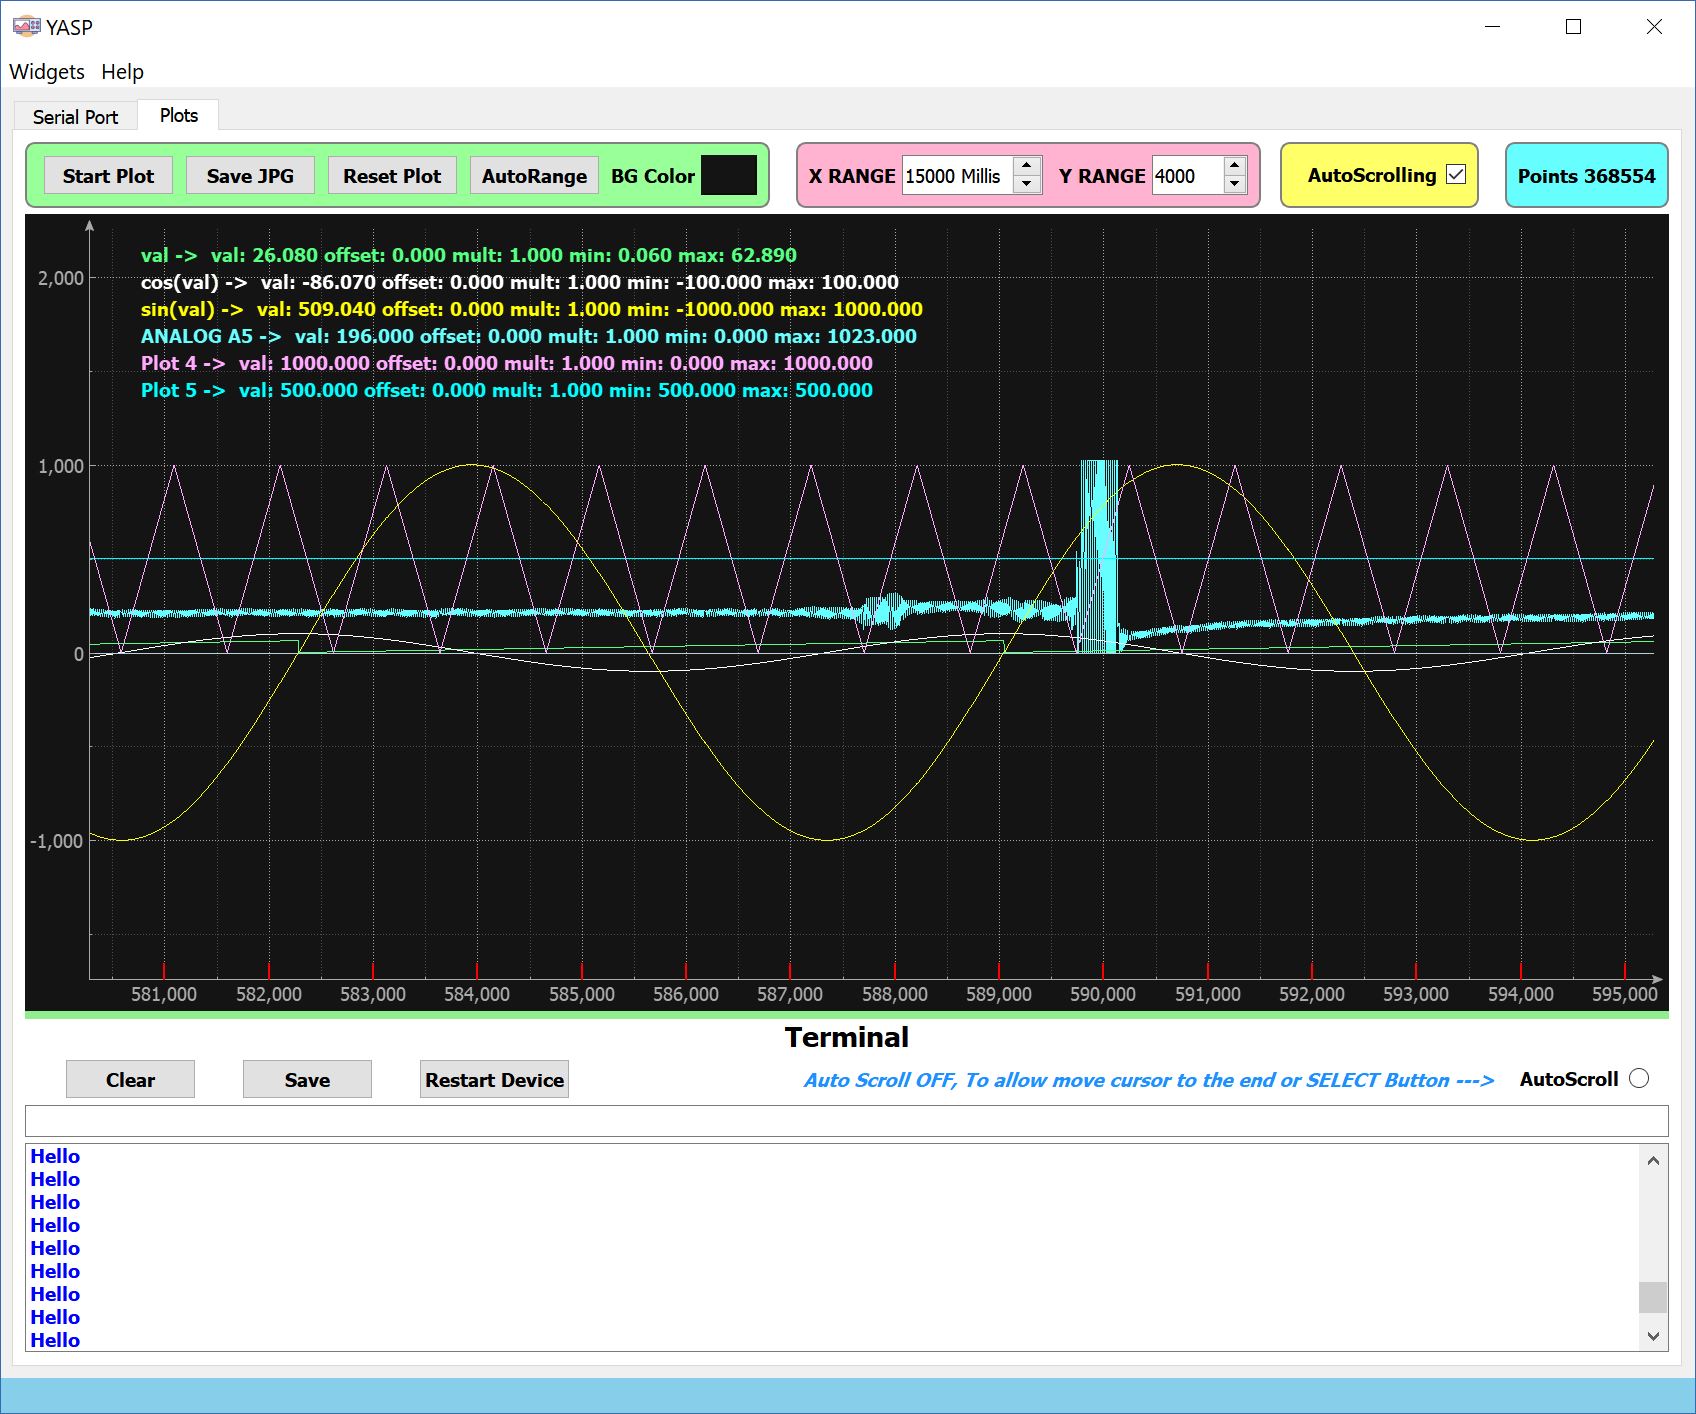 YASP
Widgets Help
Serial Port Plots
Start Plot Save JPG Reset Plot AutoRange BG Color X RANGE 15000 Millis Y RANGE 4000 AutoScrolling Points 368554
val -> val: 26.080 offset: 0.000 mult: 1.000 min: 0.060 max: 62.890
2,000 cos(val) -> val: -86.070 offset: 0.000 mult: 1.000 min: -100.000 max: 100.000
sin(val) -> val: 509.040 offset: 0.000 mult: 1.000 min: -1000.000 max: 1000.000
ANALOG A5 -> val: 196.000 offset: 0.000 mult: 1.000 min: 0.000 max: 1023.000
Plot 4 -> val: 1000.000 offset: 0.000 mult: 1.000 min: 0.000 max: 1000.000
Plot 5 -> val: 500.000 offset: 0.000 mult: 1.000 min: 500.000 max: 500.000
1,000
0
-1,000
581,000 582,000 583,000 584,000 585,000 586,000 587,000 588,000 589,000 590,000 591,000 592,000 593,000 594,000 595,000
Terminal
Clear Save Restart Device Auto Scroll OFF, To allow move cursor to the end or SELECT Button ---> AutoScroll
Hello
Hello
Hello
Hello
Hello
Hello
Hello
Hello
Hello